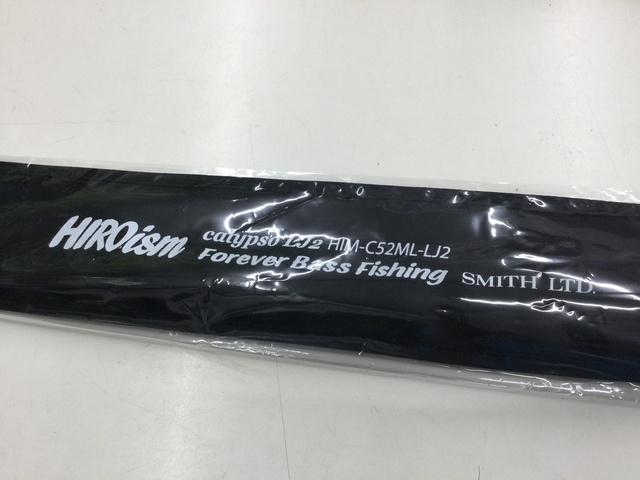 HIROism
calypso LJ2 HIM-C52ML-LJ2
Forever Bass Fishing
SMITH LTD.